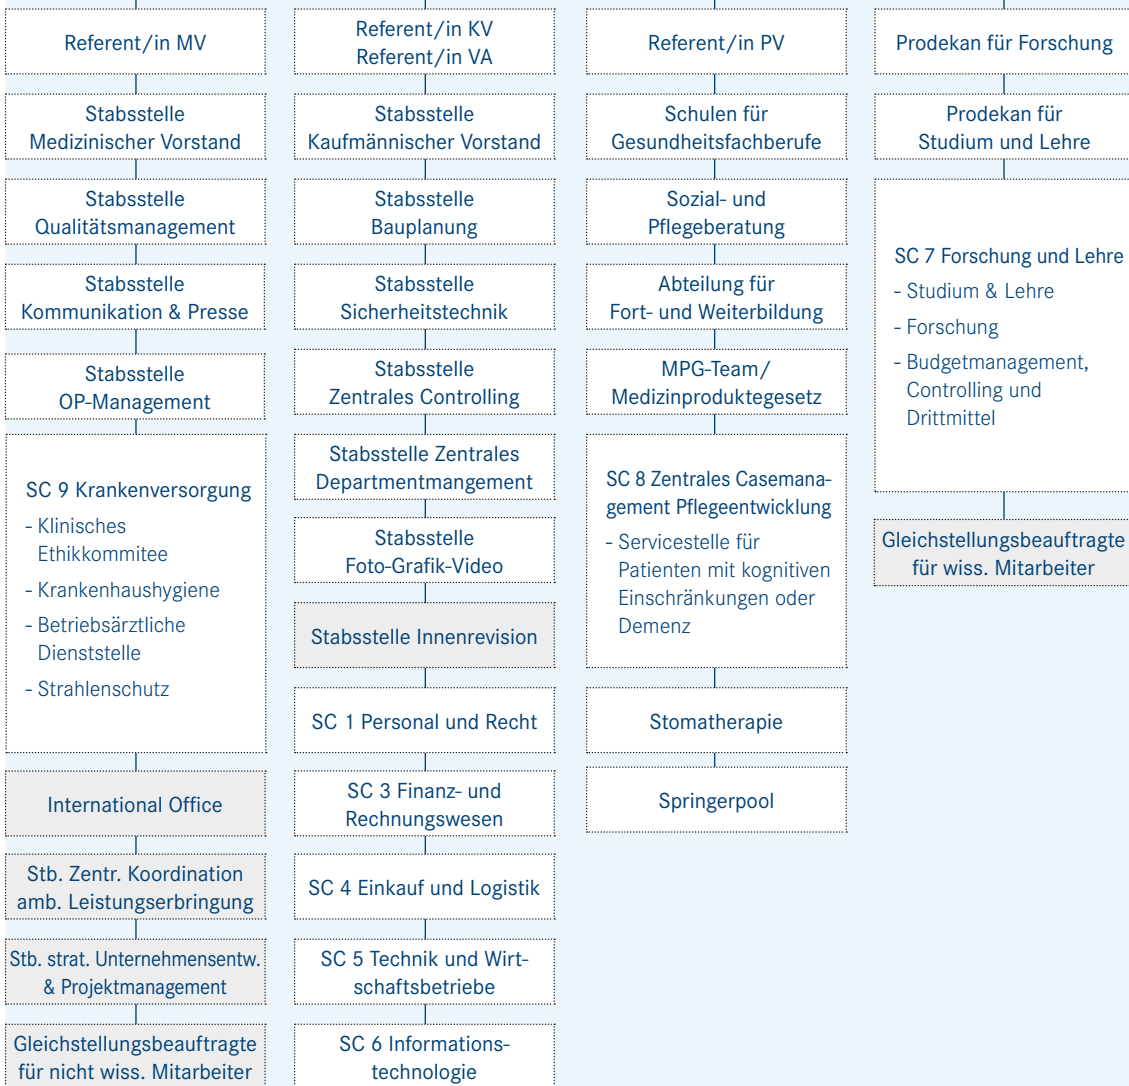 Referent/in MV
Stabsstelle
Medizinischer Vorstand
Stabsstelle
Qualitätsmanagement
Stabsstelle
Kommunikation & Presse
Stabsstelle
OP-Management
SC 9 Krankenversorgung
- Klinisches
Ethikkommitee
- Krankenhaushygiene
- Betriebsärztliche
Dienststelle
- Strahlenschutz
International Office
Stb. Zentr. Koordination
amb. Leistungserbringung
Stb. strat. Unternehmensentw.
& Projektmanagement
Gleichstellungsbeauftragte
für nicht wiss. Mitarbeiter
Referent/in KV
Referent/in VA
Stabsstelle
Kaufmännischer Vorstand
Stabsstelle
Bauplanung
Stabsstelle
Sicherheitstechnik
Stabsstelle
Zentrales Controlling
Stabsstelle Zentrales
Departmentmangement
Stabsstelle
Foto-Grafik-Video
Stabsstelle Innenrevision
SC 1 Personal und Recht
SC 3 Finanz- und
Rechnungswesen
SC 4 Einkauf und Logistik
SC 5 Technik und Wirt-
schaftsbetriebe
SC 6 Informations-
technologie
Referent/in PV
Schulen für
Gesundheitsfachberufe
Sozial- und
Pflegeberatung
Abteilung für
Fort- und Weiterbildung
MPG-Team/
Medizinproduktegesetz
SC 8 Zentrales Casemana-
gement Pflegeentwicklung
- Servicestelle für
Patienten mit kognitiven
Einschränkungen oder
Demenz
Stomatherapie
Springerpool
Prodekan für Forschung
Prodekan für
Studium und Lehre
SC 7 Forschung und Lehre
- Studium & Lehre
- Forschung
- Budgetmanagement,
Controlling und
Drittmittel
Gleichstellungsbeauftragte
für wiss. Mitarbeiter